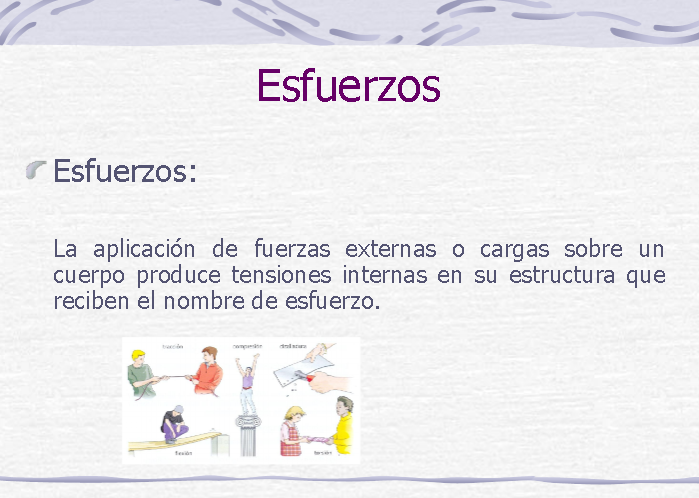 Esfuerzos
Esfuerzos:
La aplicación de fuerzas externas o cargas sobre un
cuerpo produce tensiones internas en su estructura que
reciben el nombre de esfuerzo.
tracción compresión cizalladura
flexión torsión